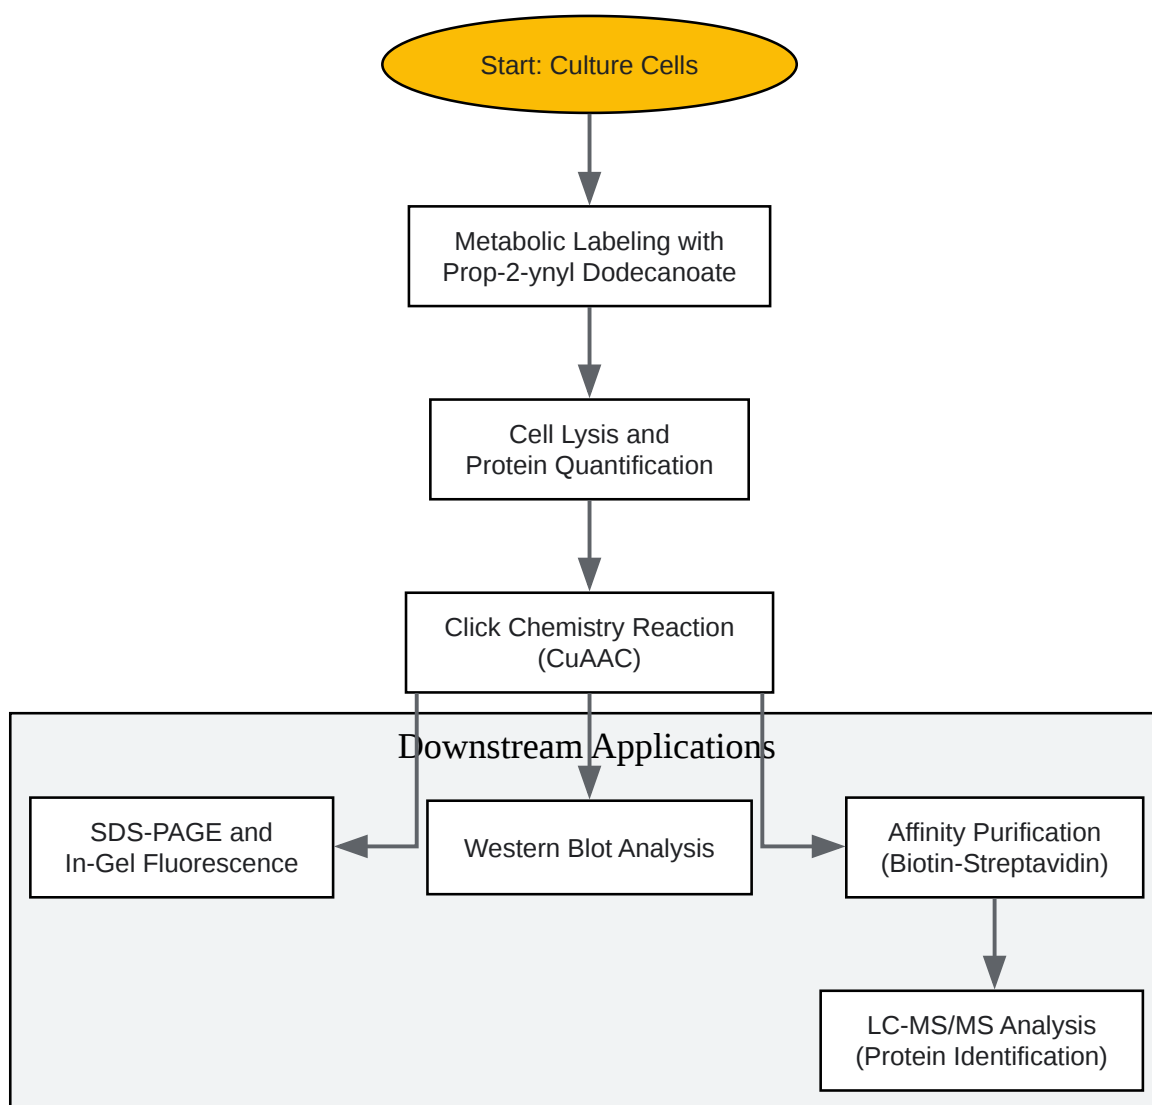 Start: Culture Cells
Metabolic Labeling with
Prop-2-ynyl Dodecanoate
Cell Lysis and
Protein Quantification
Click Chemistry Reaction
(CuAAC)
Downstream Applications
SDS-PAGE and
In-Gel Fluorescence
Western Blot Analysis
Affinity Purification
(Biotin-Streptavidin)
LC-MS/MS Analysis
(Protein Identification)